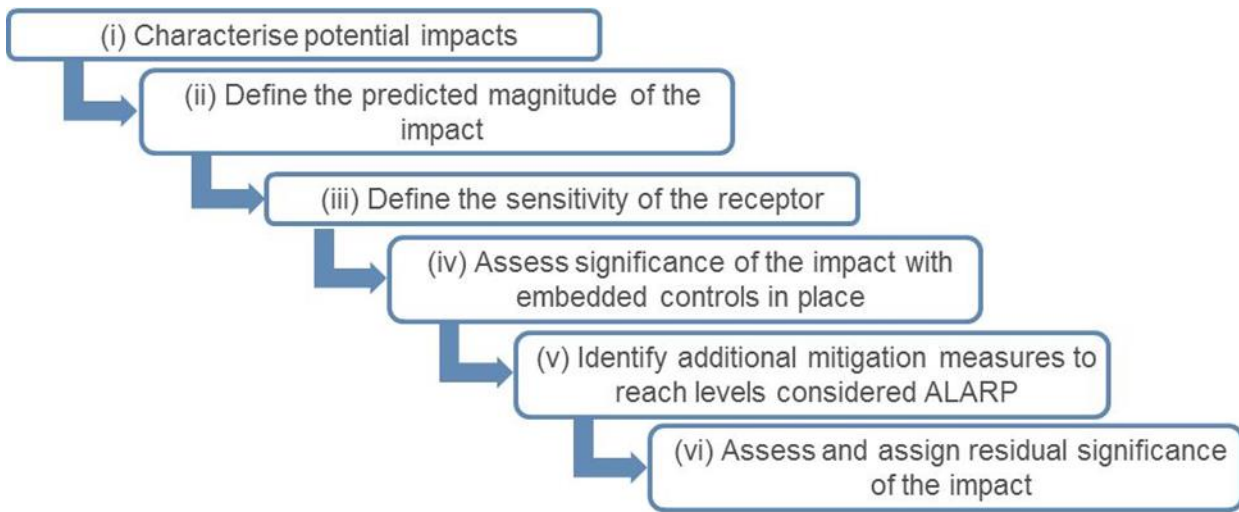 (i) Characterise potential impacts
(ii) Define the predicted magnitude of the
impact
(iii) Define the sensitivity of the receptor
(iv) Assess significance of the impact with
embedded controls in place
(v) Identify additional mitigation measures to
reach levels considered ALARP
(vi) Assess and assign residual significance
of the impact